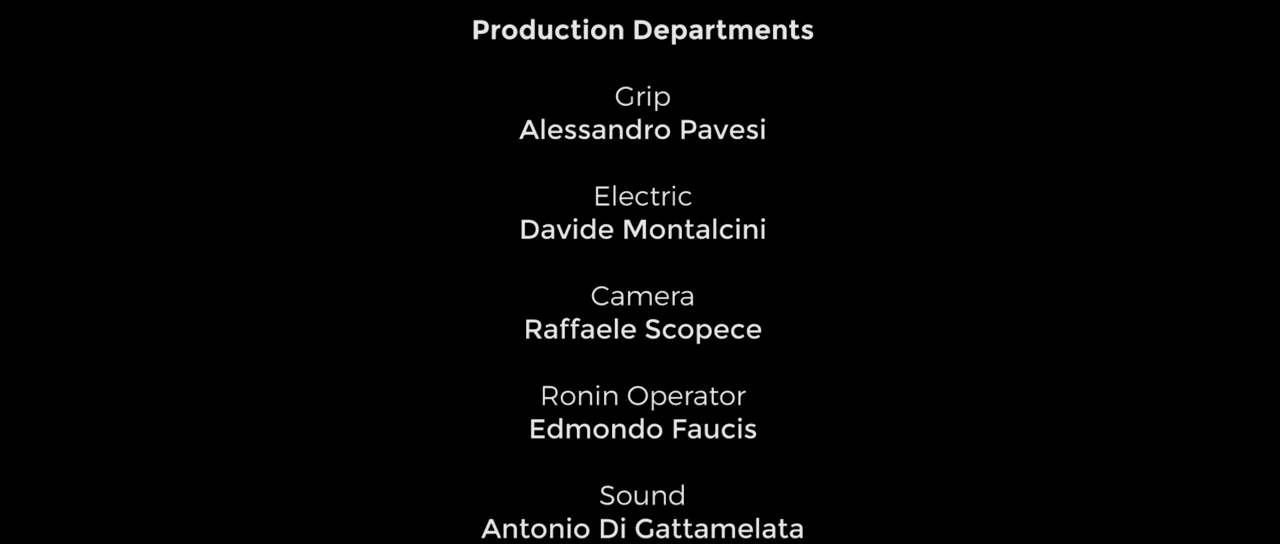 Production Departments
Grip
Alessandro Pavesi
Electric
Davide Montalcini
Camera
Raffaele Scopece
Ronin Operator
Edmondo Faucis
Sound
Antonio Di Gattamelata